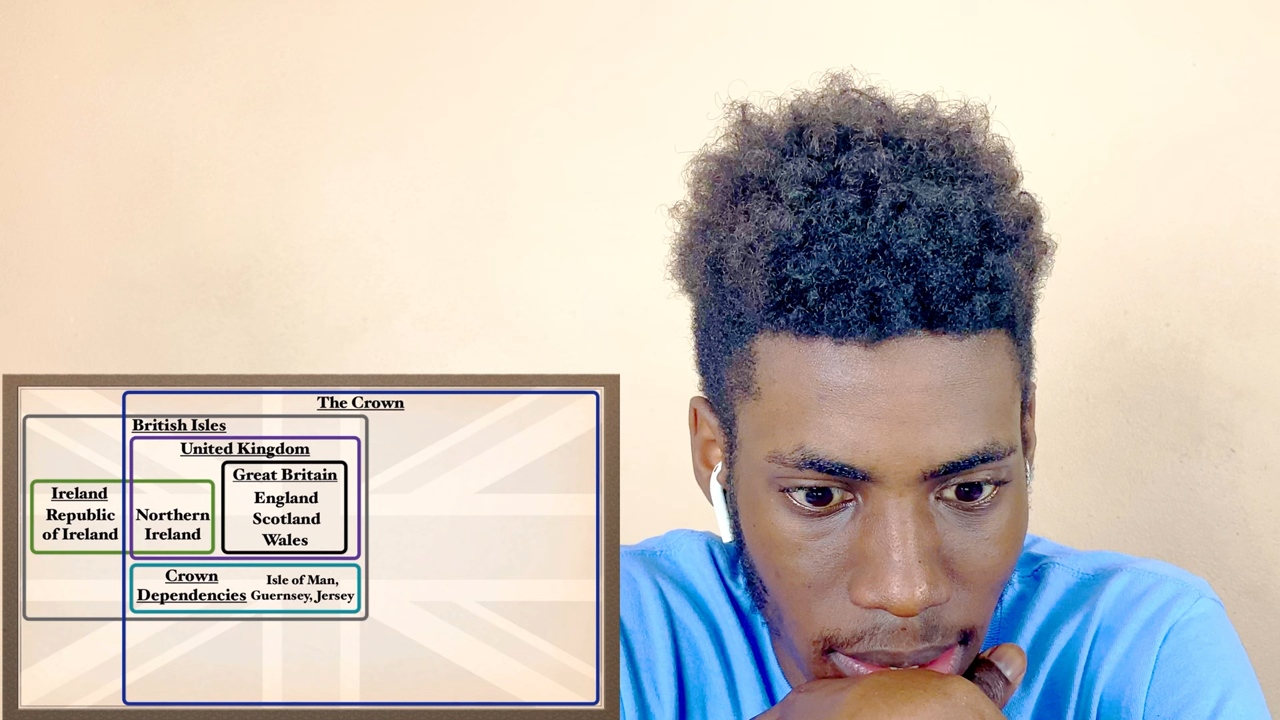 The Crown
British Isles
United Kingdom
Great Britain
England
Scotland
Wales
Ireland
Republic
of Ireland
Northern
Ireland
Crown
Dependencies
Isle of Man,
Guernsey, Jersey